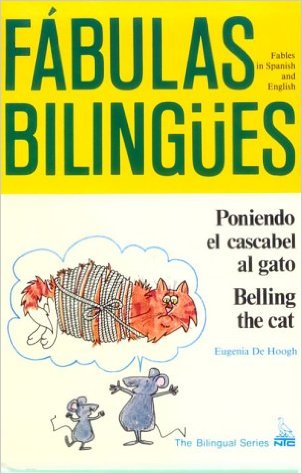 FÁBULAS
Fables
in Spanish
and
English
BILINGÜES
Poniendo
el cascabel
al gato
Belling
the cat
Eugenia De Hoogh
The Bilingual Series
NTC